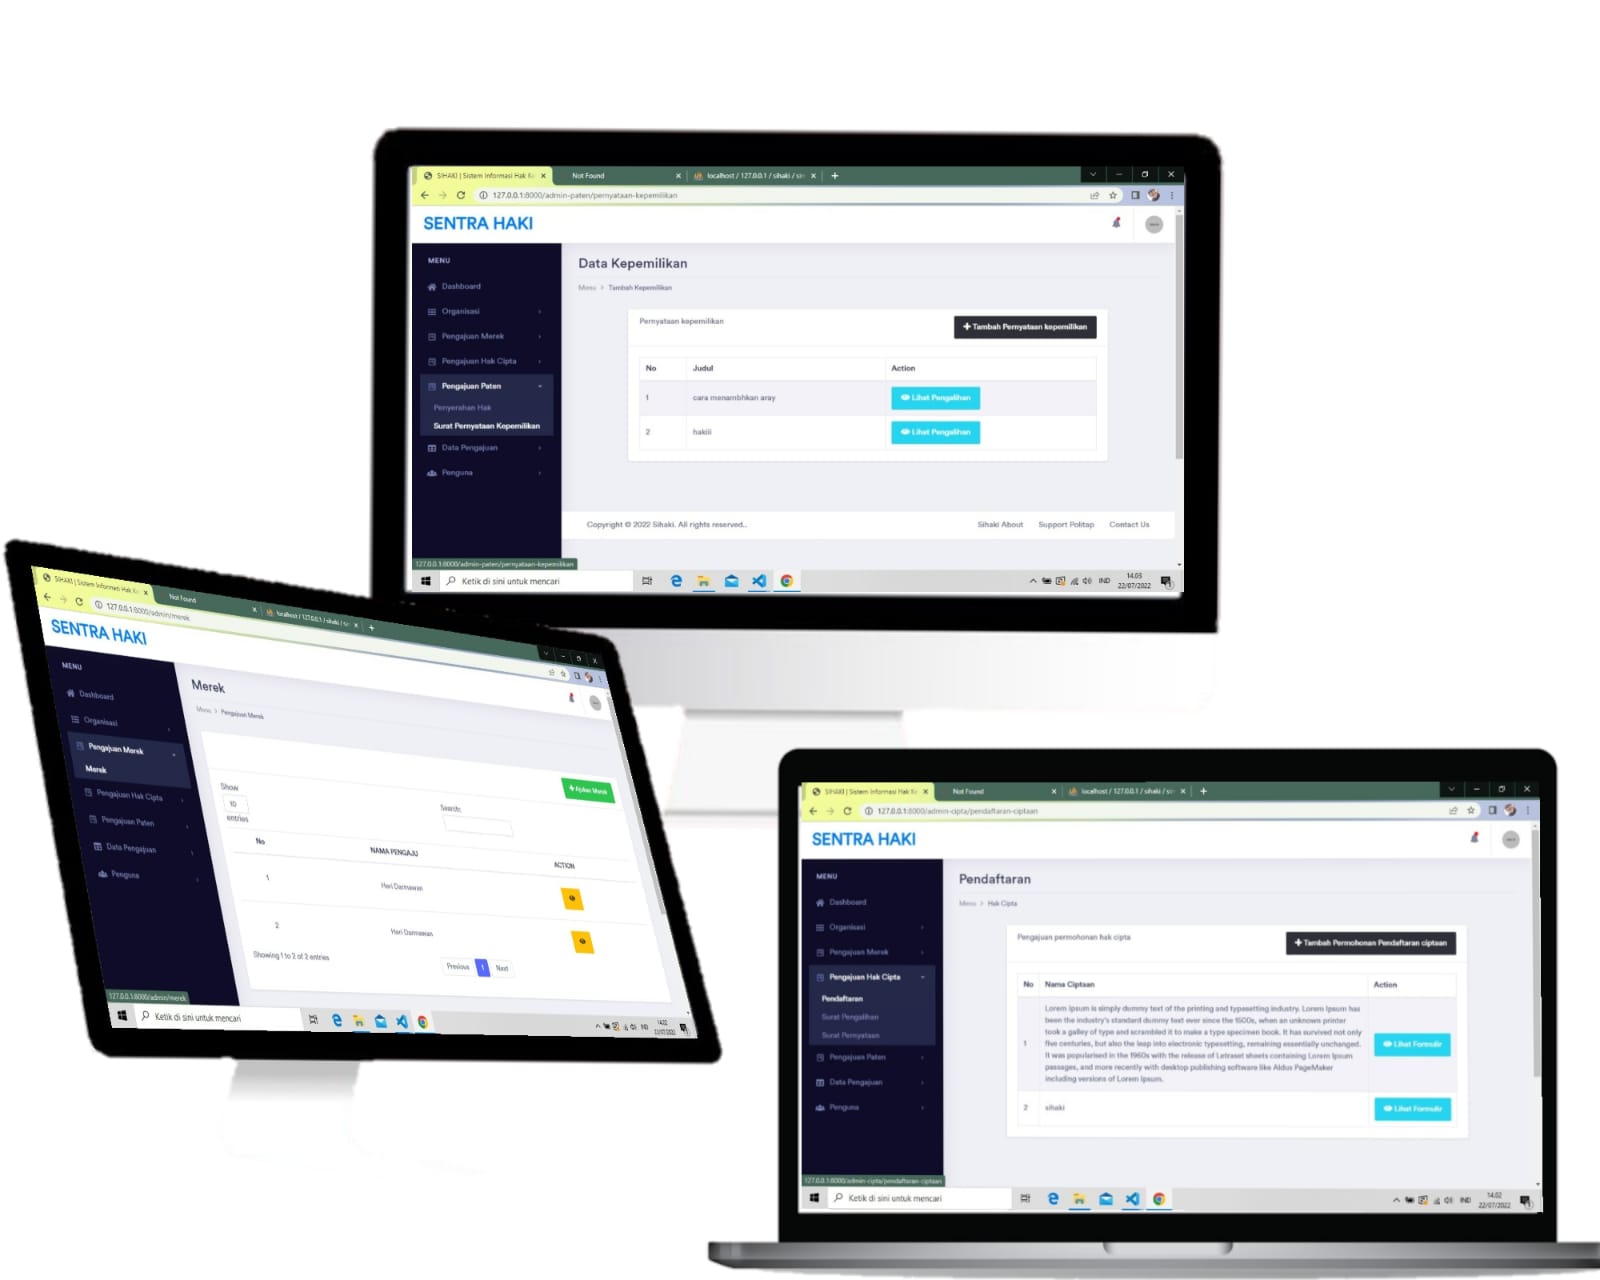 SIHAKI | Sistem Informasi Hak Ke
Not Found
localhost / 127.0.0.1 / sihaki / sir
127.0.0.1:8000/admin-paten/pernyataan-kepemilikan
SENTRA HAKI
MENU
Dashboard
Organisasi
Pengajuan Merek
Pengajuan Hak Cipta
Pengajuan Paten
Penyerahan Hak
Surat Pernyataan Kepemilikan
Data Pengajuan
Penguna
Data Kepemilikan
Menu > Tambah Kepemilikan
Pernyataan kepemilikan
+ Tambah Pernyataan kepemilikan
No Judul Action
1 cara menambhkan aray Lihat Pengalihan
2 hakiii Lihat Pengalihan
Copyright © 2022 Sihaki. All rights reserved..
Sihaki About Support Politap Contact Us
127.0.0.1:8000/admin-paten/pernyataan-kepemilikan
Ketik di sini untuk mencari
IND
14.03
22/07/2022
SIHAKI | Sistem Informasi Hak Ke
Not Found
localhost / 127.0.0.1 / sihaki / sir
127.0.0.1:8000/admin/merek
SENTRA HAKI
MENU
Dashboard
Organisasi
Pengajuan Merek
Merek
Pengajuan Hak Cipta
Pengajuan Paten
Data Pengajuan
Penguna
Merek
Menu > Pengajuan Merek
+ Ajukan Merek
Show
10
entries
Search:
No NAMA PENGAJU ACTION
1 Heri Darmawan
2 Heri Darmawan
Showing 1 to 2 of 2 entries
Previous 1 Next
127.0.0.1:8000/admin/merek
Ketik di sini untuk mencari
IND
14.02
22/07/2022
SIHAKI | Sistem Informasi Hak Ke
Not Found
localhost / 127.0.0.1 / sihaki / sir
127.0.0.1:8000/admin-cipta/pendaftaran-ciptaan
SENTRA HAKI
MENU
Dashboard
Organisasi
Pengajuan Merek
Pengajuan Hak Cipta
Pendaftaran
Surat Pengalihan
Surat Pernyataan
Pengajuan Paten
Data Pengajuan
Penguna
Pendaftaran
Menu > Hak Cipta
Pengajuan permohonan hak cipta
+ Tambah Permohonan Pendaftaran ciptaan
No Nama Ciptaan Action
Lorem Ipsum is simply dummy text of the printing and typesetting industry. Lorem Ipsum has
been the industry's standard dummy text ever since the 1500s, when an unknown printer
took a galley of type and scrambled it to make a type specimen book. It has survived not only
1 five centuries, but also the leap into electronic typesetting, remaining essentially unchanged. Lihat Formulir
It was popularised in the 1960s with the release of Letraset sheets containing Lorem Ipsum
passages, and more recently with desktop publishing software like Aldus PageMaker
including versions of Lorem Ipsum.
2 sihaki Lihat Formulir
127.0.0.1:8000/admin-cipta/pendaftaran-ciptaan
Ketik di sini untuk mencari
IND
14.02
22/07/2022